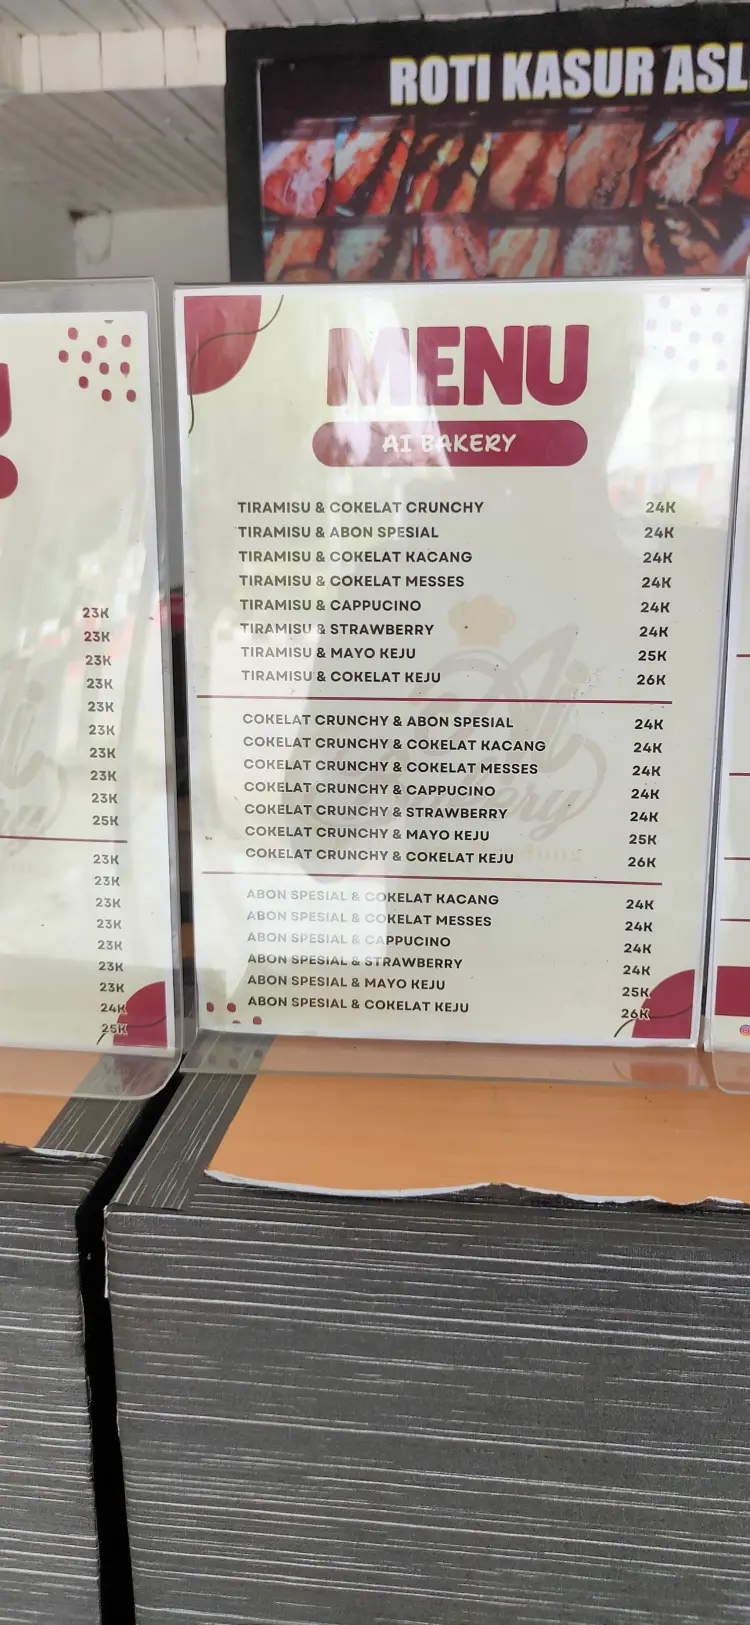 ROTI KASUR ASL
MENU
AI BAKERY
TIRAMISU & COKELAT CRUNCHY 24K
TIRAMISU & ABON SPESIAL 24K
TIRAMISU & COKELAT KACANG 24K
TIRAMISU & COKELAT MESSES 24K
TIRAMISU & CAPPUCINO 24K
TIRAMISU & STRAWBERRY 24K
TIRAMISU & MAYO KEJU 25K
TIRAMISU & COKELAT KEJU 26K
COKELAT CRUNCHY & ABON SPESIAL 24K
COKELAT CRUNCHY & COKELAT KACANG 24K
COKELAT CRUNCHY & COKELAT MESSES 24K
COKELAT CRUNCHY & CAPPUCINO 24K
COKELAT CRUNCHY & STRAWBERRY 24K
COKELAT CRUNCHY & MAYO KEJU 25K
COKELAT CRUNCHY & COKELAT KEJU 26K
ABON SPESIAL & COKELAT KACANG 24K
ABON SPESIAL & COKELAT MESSES 24K
ABON SPESIAL & CAPPUCINO 24K
ABON SPESIAL & STRAWBERRY 24K
ABON SPESIAL & MAYO KEJU 25K
ABON SPESIAL & COKELAT KEJU 26K
23K
23K
23K
23K
23K
23K
23K
23K
23K
25K
23K
23K
23K
23K
23K
23K
23K
24K
25K